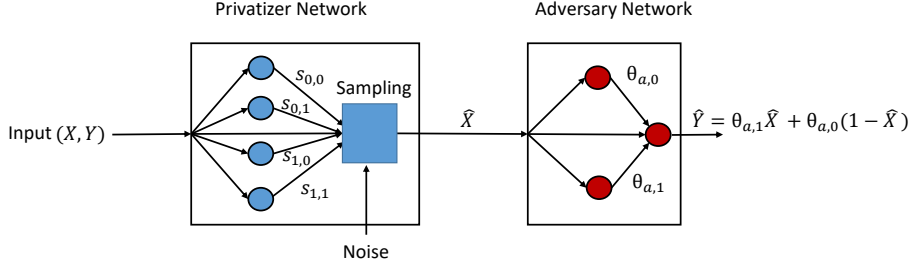 Privatizer Network
Adversary Network
Input (X, Y)
s₀,₀
s₀,₁
s₁,₀
s₁,₁
Sampling
Noise
X̂
θₐ,₀
θₐ,₁
Ŷ = θₐ,₁X̂ + θₐ,₀(1 − X̂)